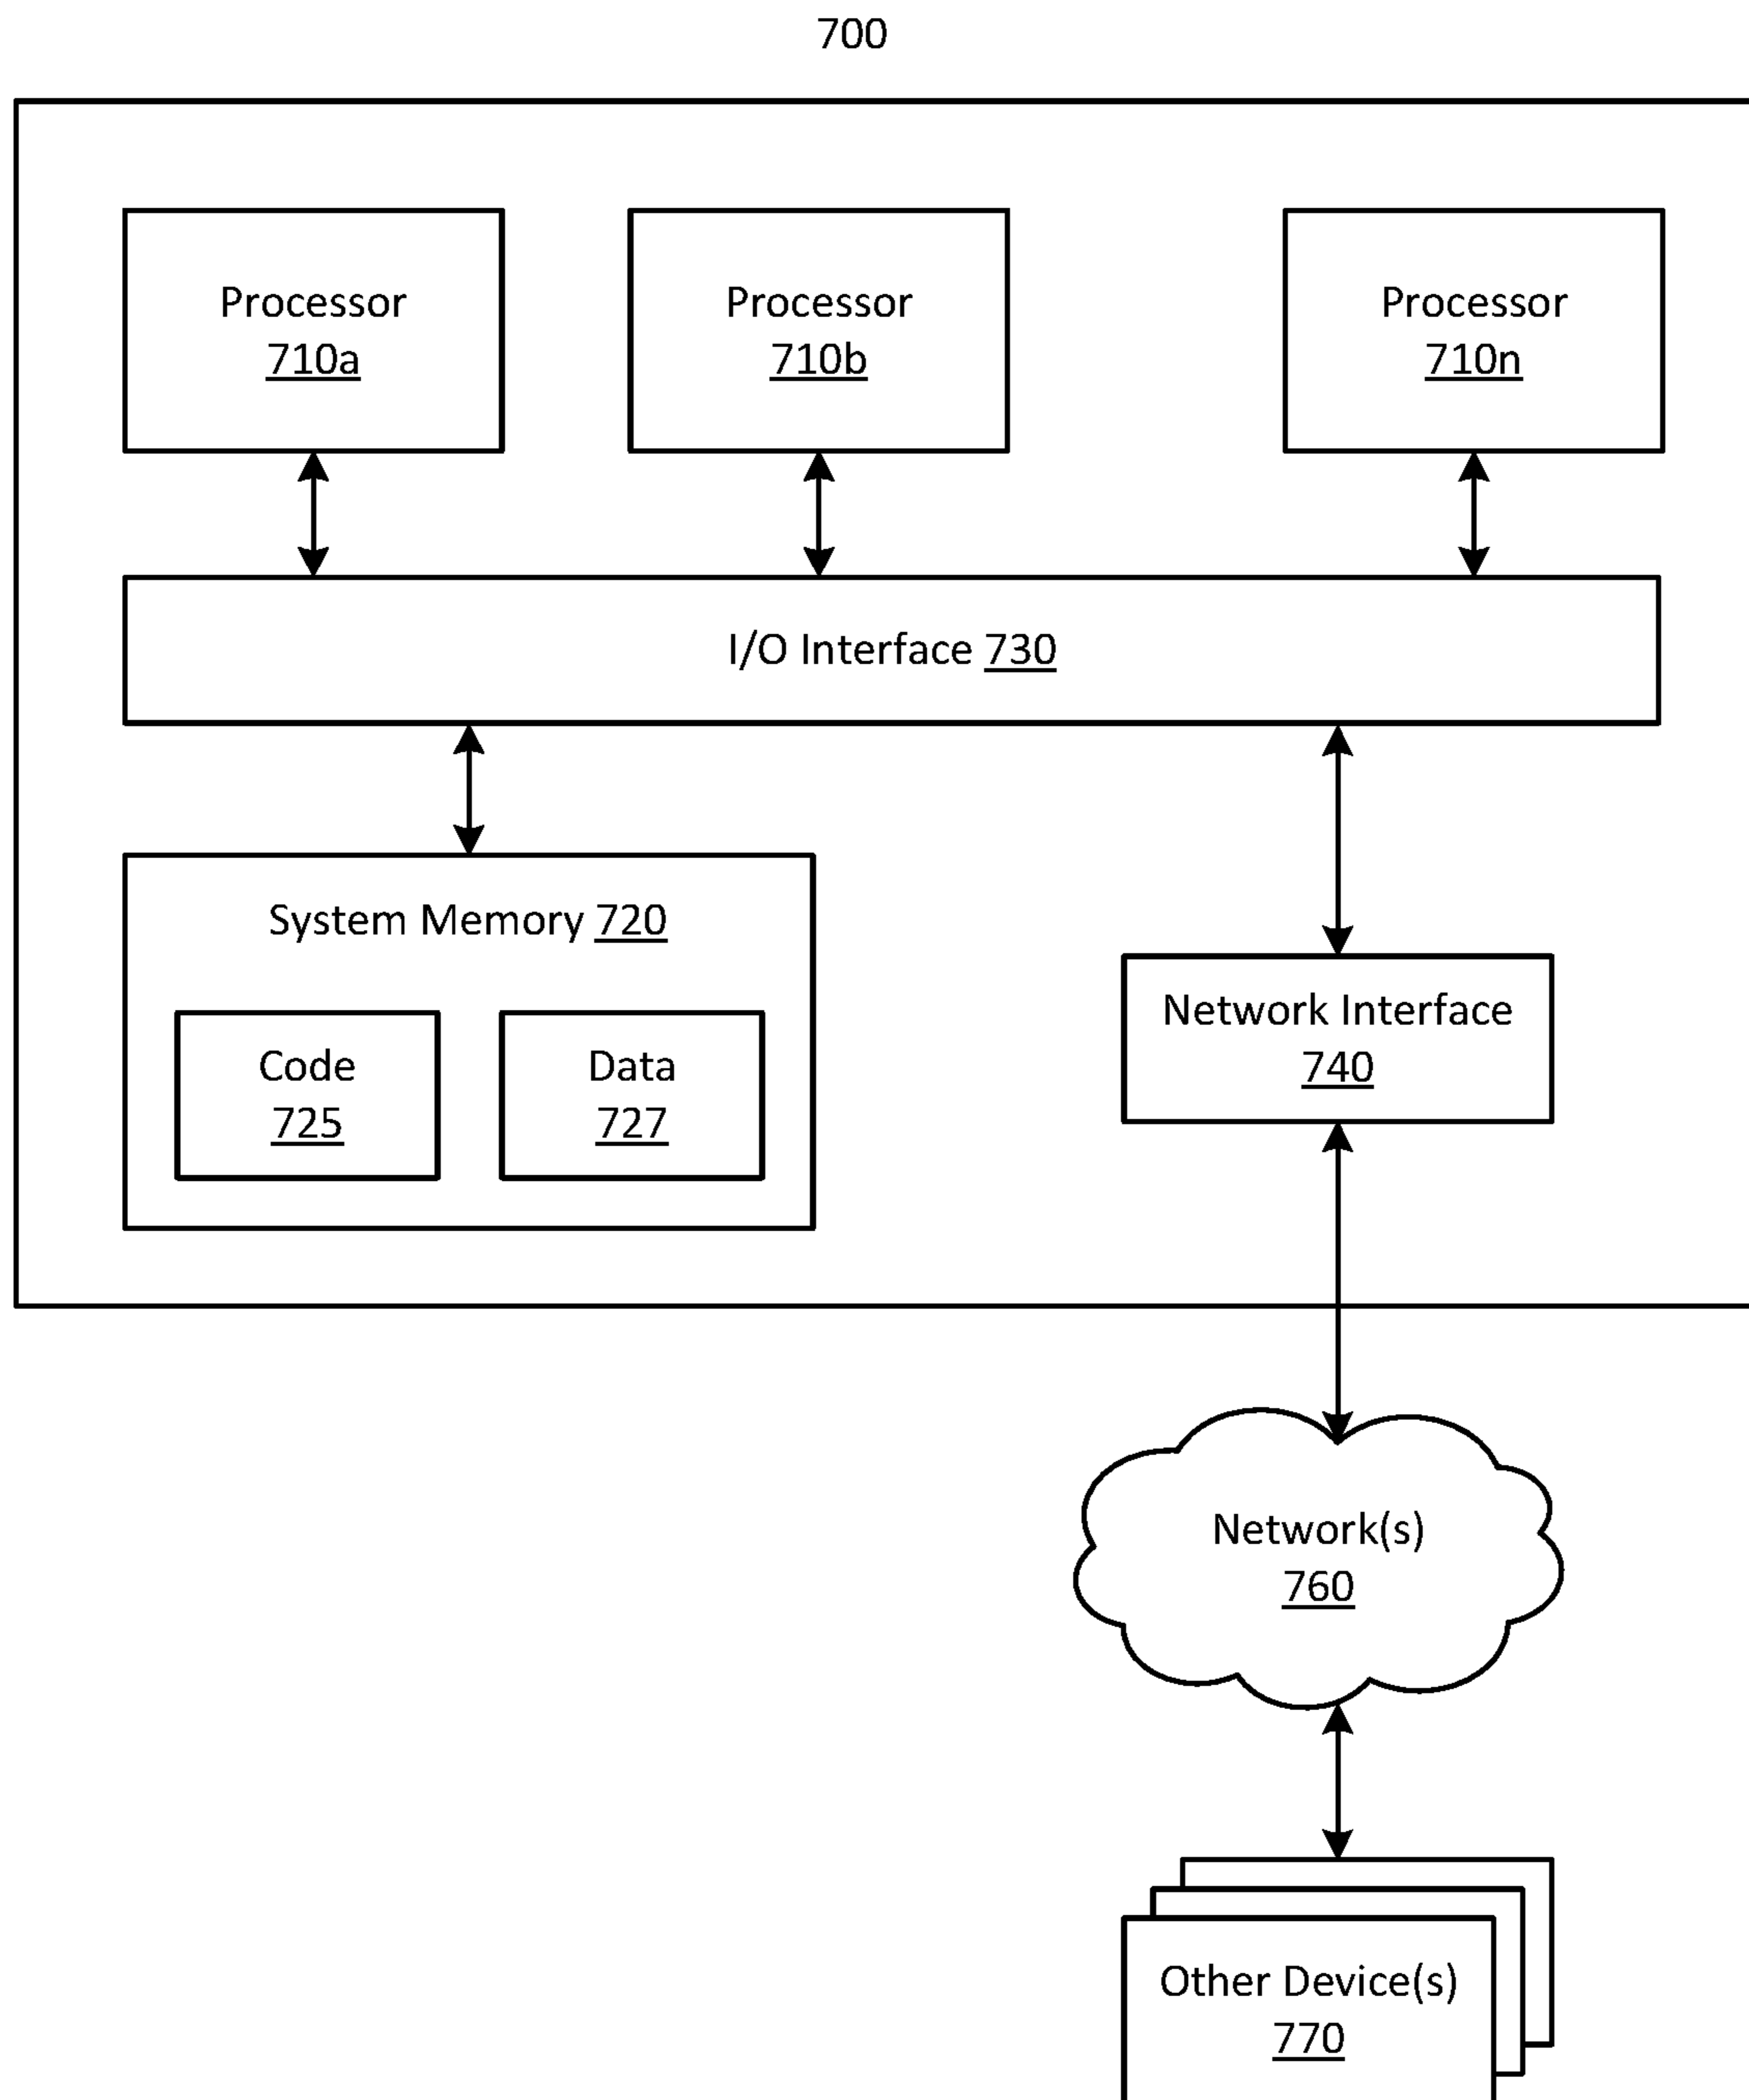 700
Processor
710a
Processor
710b
Processor
710n
I/O Interface 730
System Memory 720
Code
725
Data
727
Network Interface
740
Network(s)
760
Other Device(s)
770